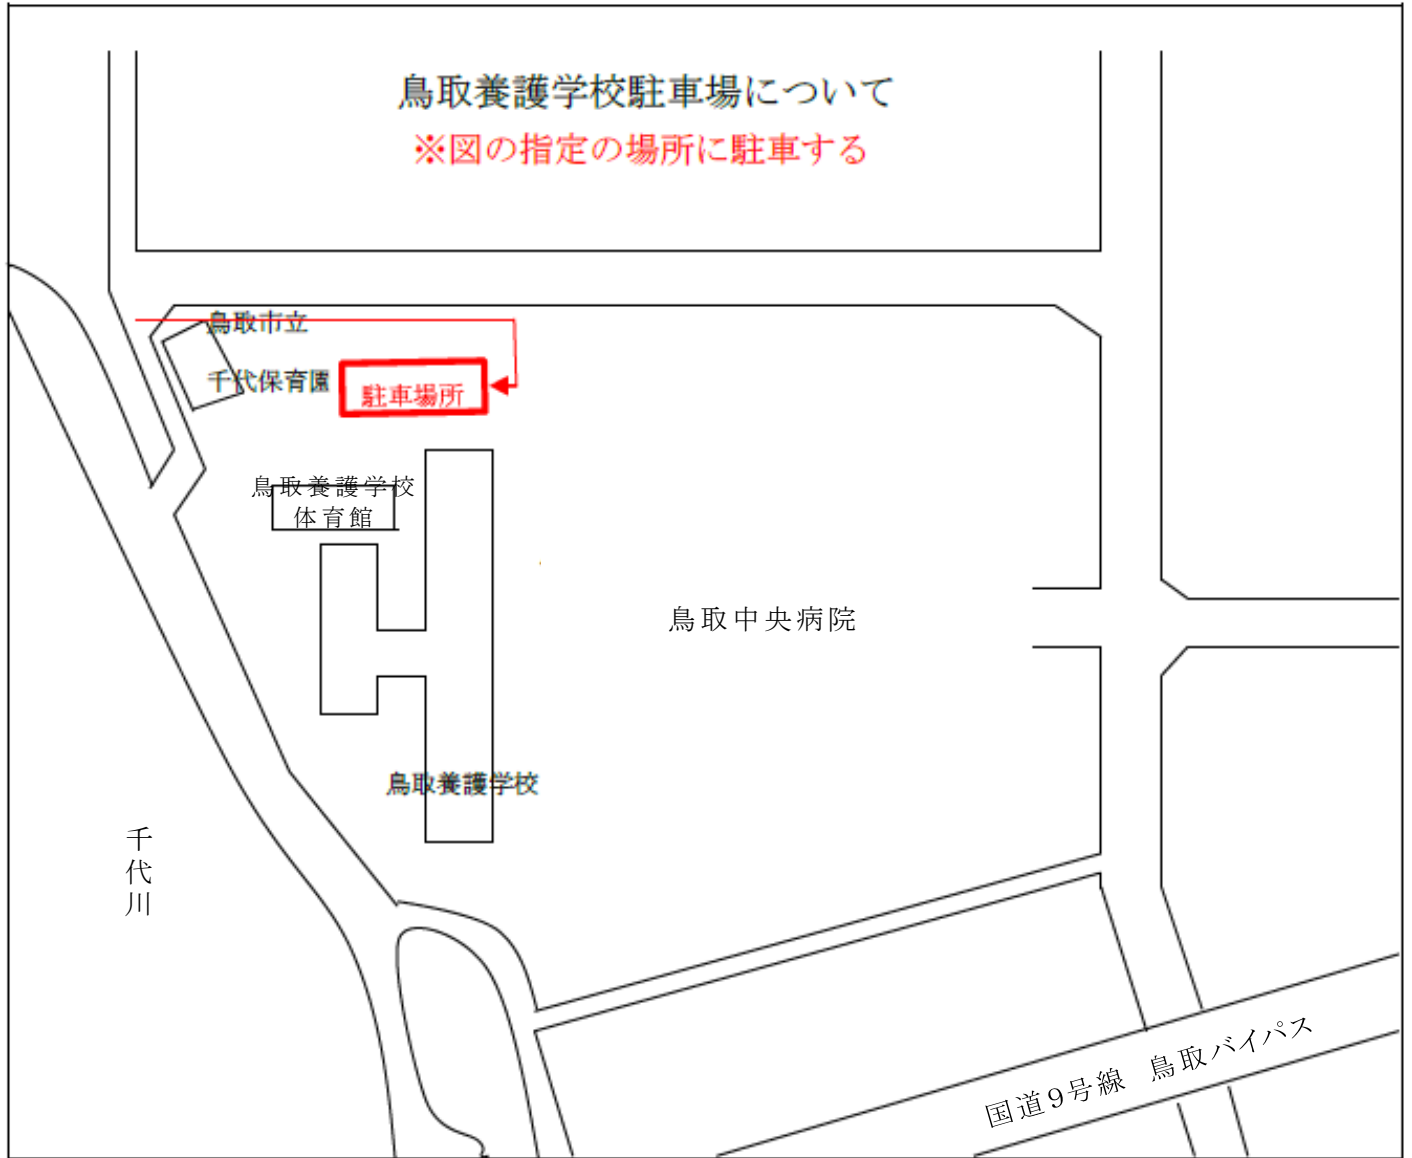 鳥取養護学校駐車場について
※図の指定の場所に駐車する
鳥取市立
千代保育園
駐車場所
鳥取養護学校
体育館
鳥取中央病院
鳥取養護学校
千代川
国道9号線 鳥取バイパス